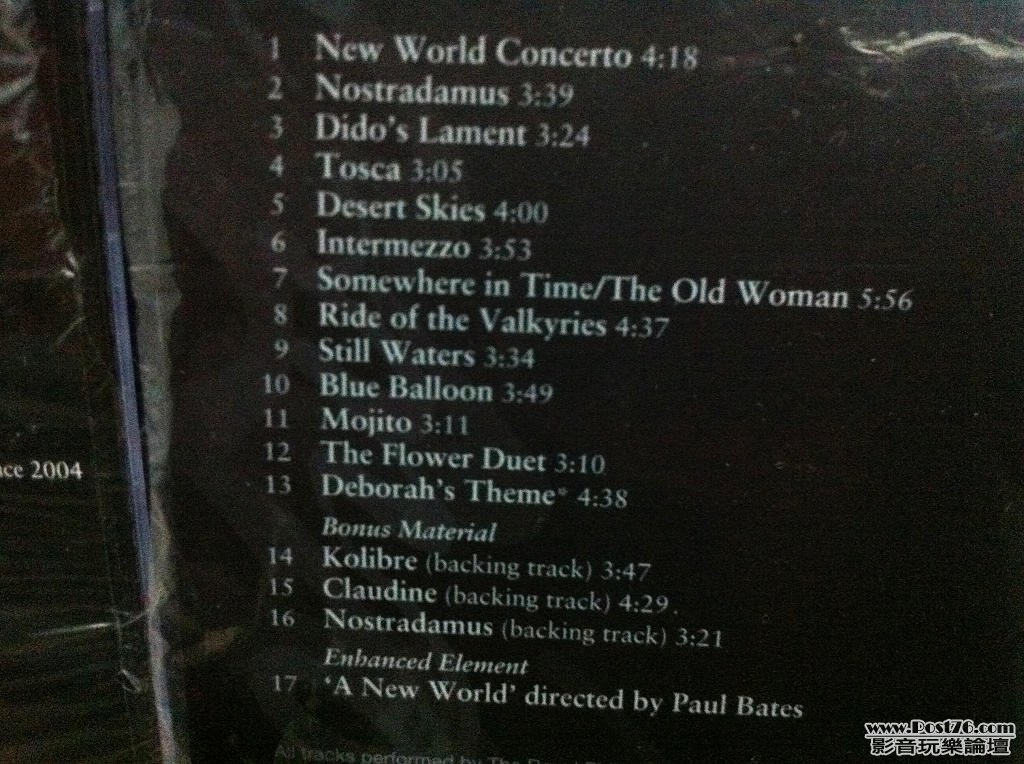 1 New World Concerto 4:18
2 Nostradamus 3:39
3 Dido's Lament 3:24
4 Tosca 3:05
5 Desert Skies 4:00
6 Intermezzo 3:53
7 Somewhere in Time/The Old Woman 5:56
8 Ride of the Valkyries 4:37
9 Still Waters 3:34
10 Blue Balloon 3:49
11 Mojito 3:11
12 The Flower Duet 3:10
13 Deborah's Theme* 4:38
Bonus Material
14 Kolibre (backing track) 3:47
15 Claudine (backing track) 4:29.
16 Nostradamus (backing track) 3:21
Enhanced Element
17 'A New World' directed by Paul Bates
All tracks performed by The
2004
www.Post76.com
影音玩樂論壇